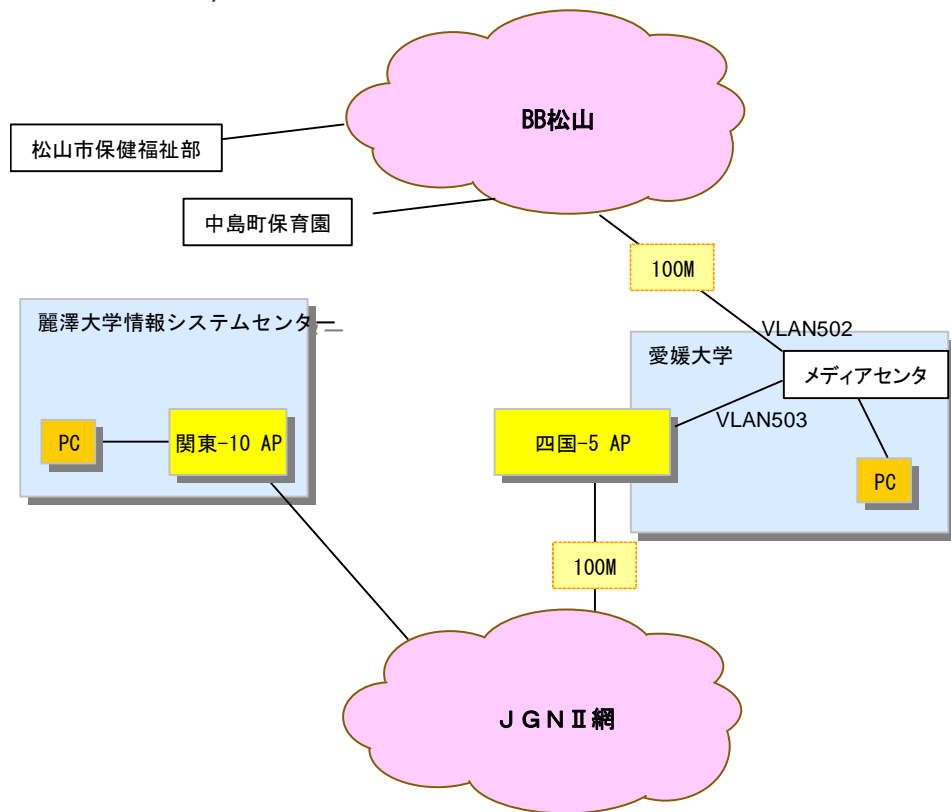 BB松山
松山市保健福祉部
中島町保育園
100M
麗澤大学情報システムセンター
VLAN502
愛媛大学
メディアセンタ
PC
関東-10 AP
四国-5 AP
VLAN503
PC
100M
ＪＧＮⅡ網